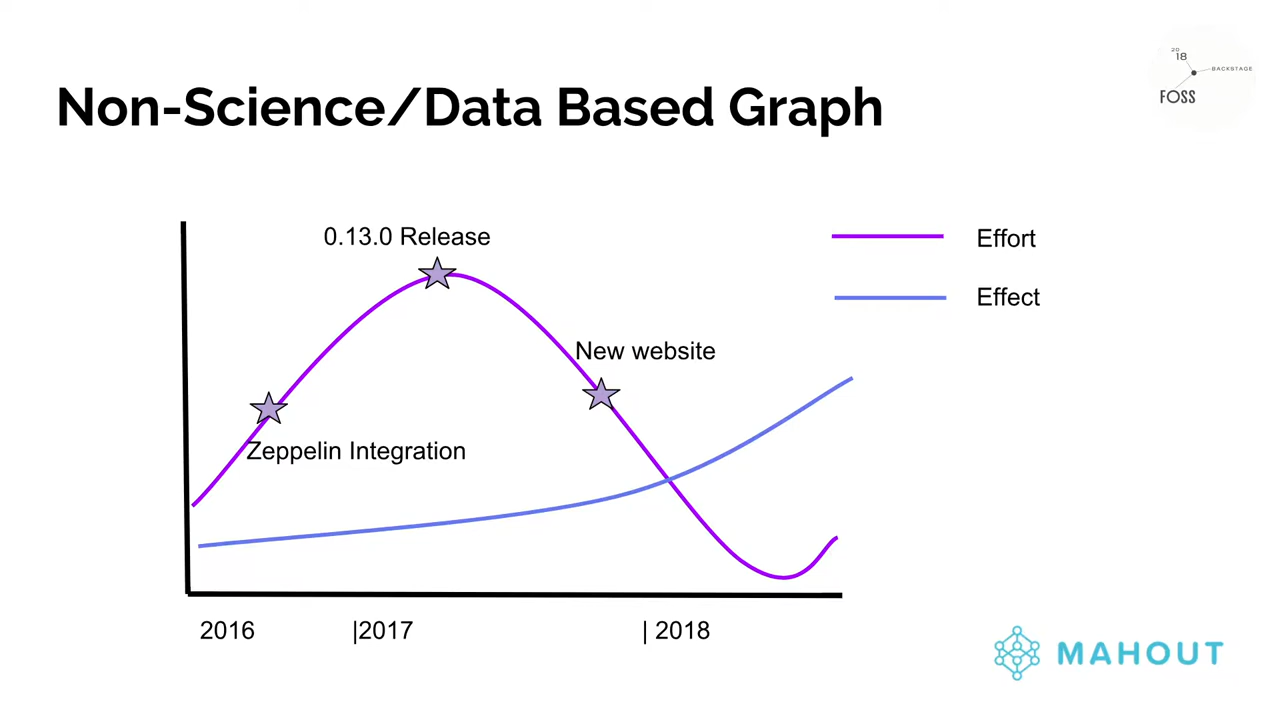 20
18
BACKSTAGE
FOSS
Non-Science/Data Based Graph
0.13.0 Release
Effort
Effect
New website
Zeppelin Integration
2016 |2017 | 2018
MAHOUT